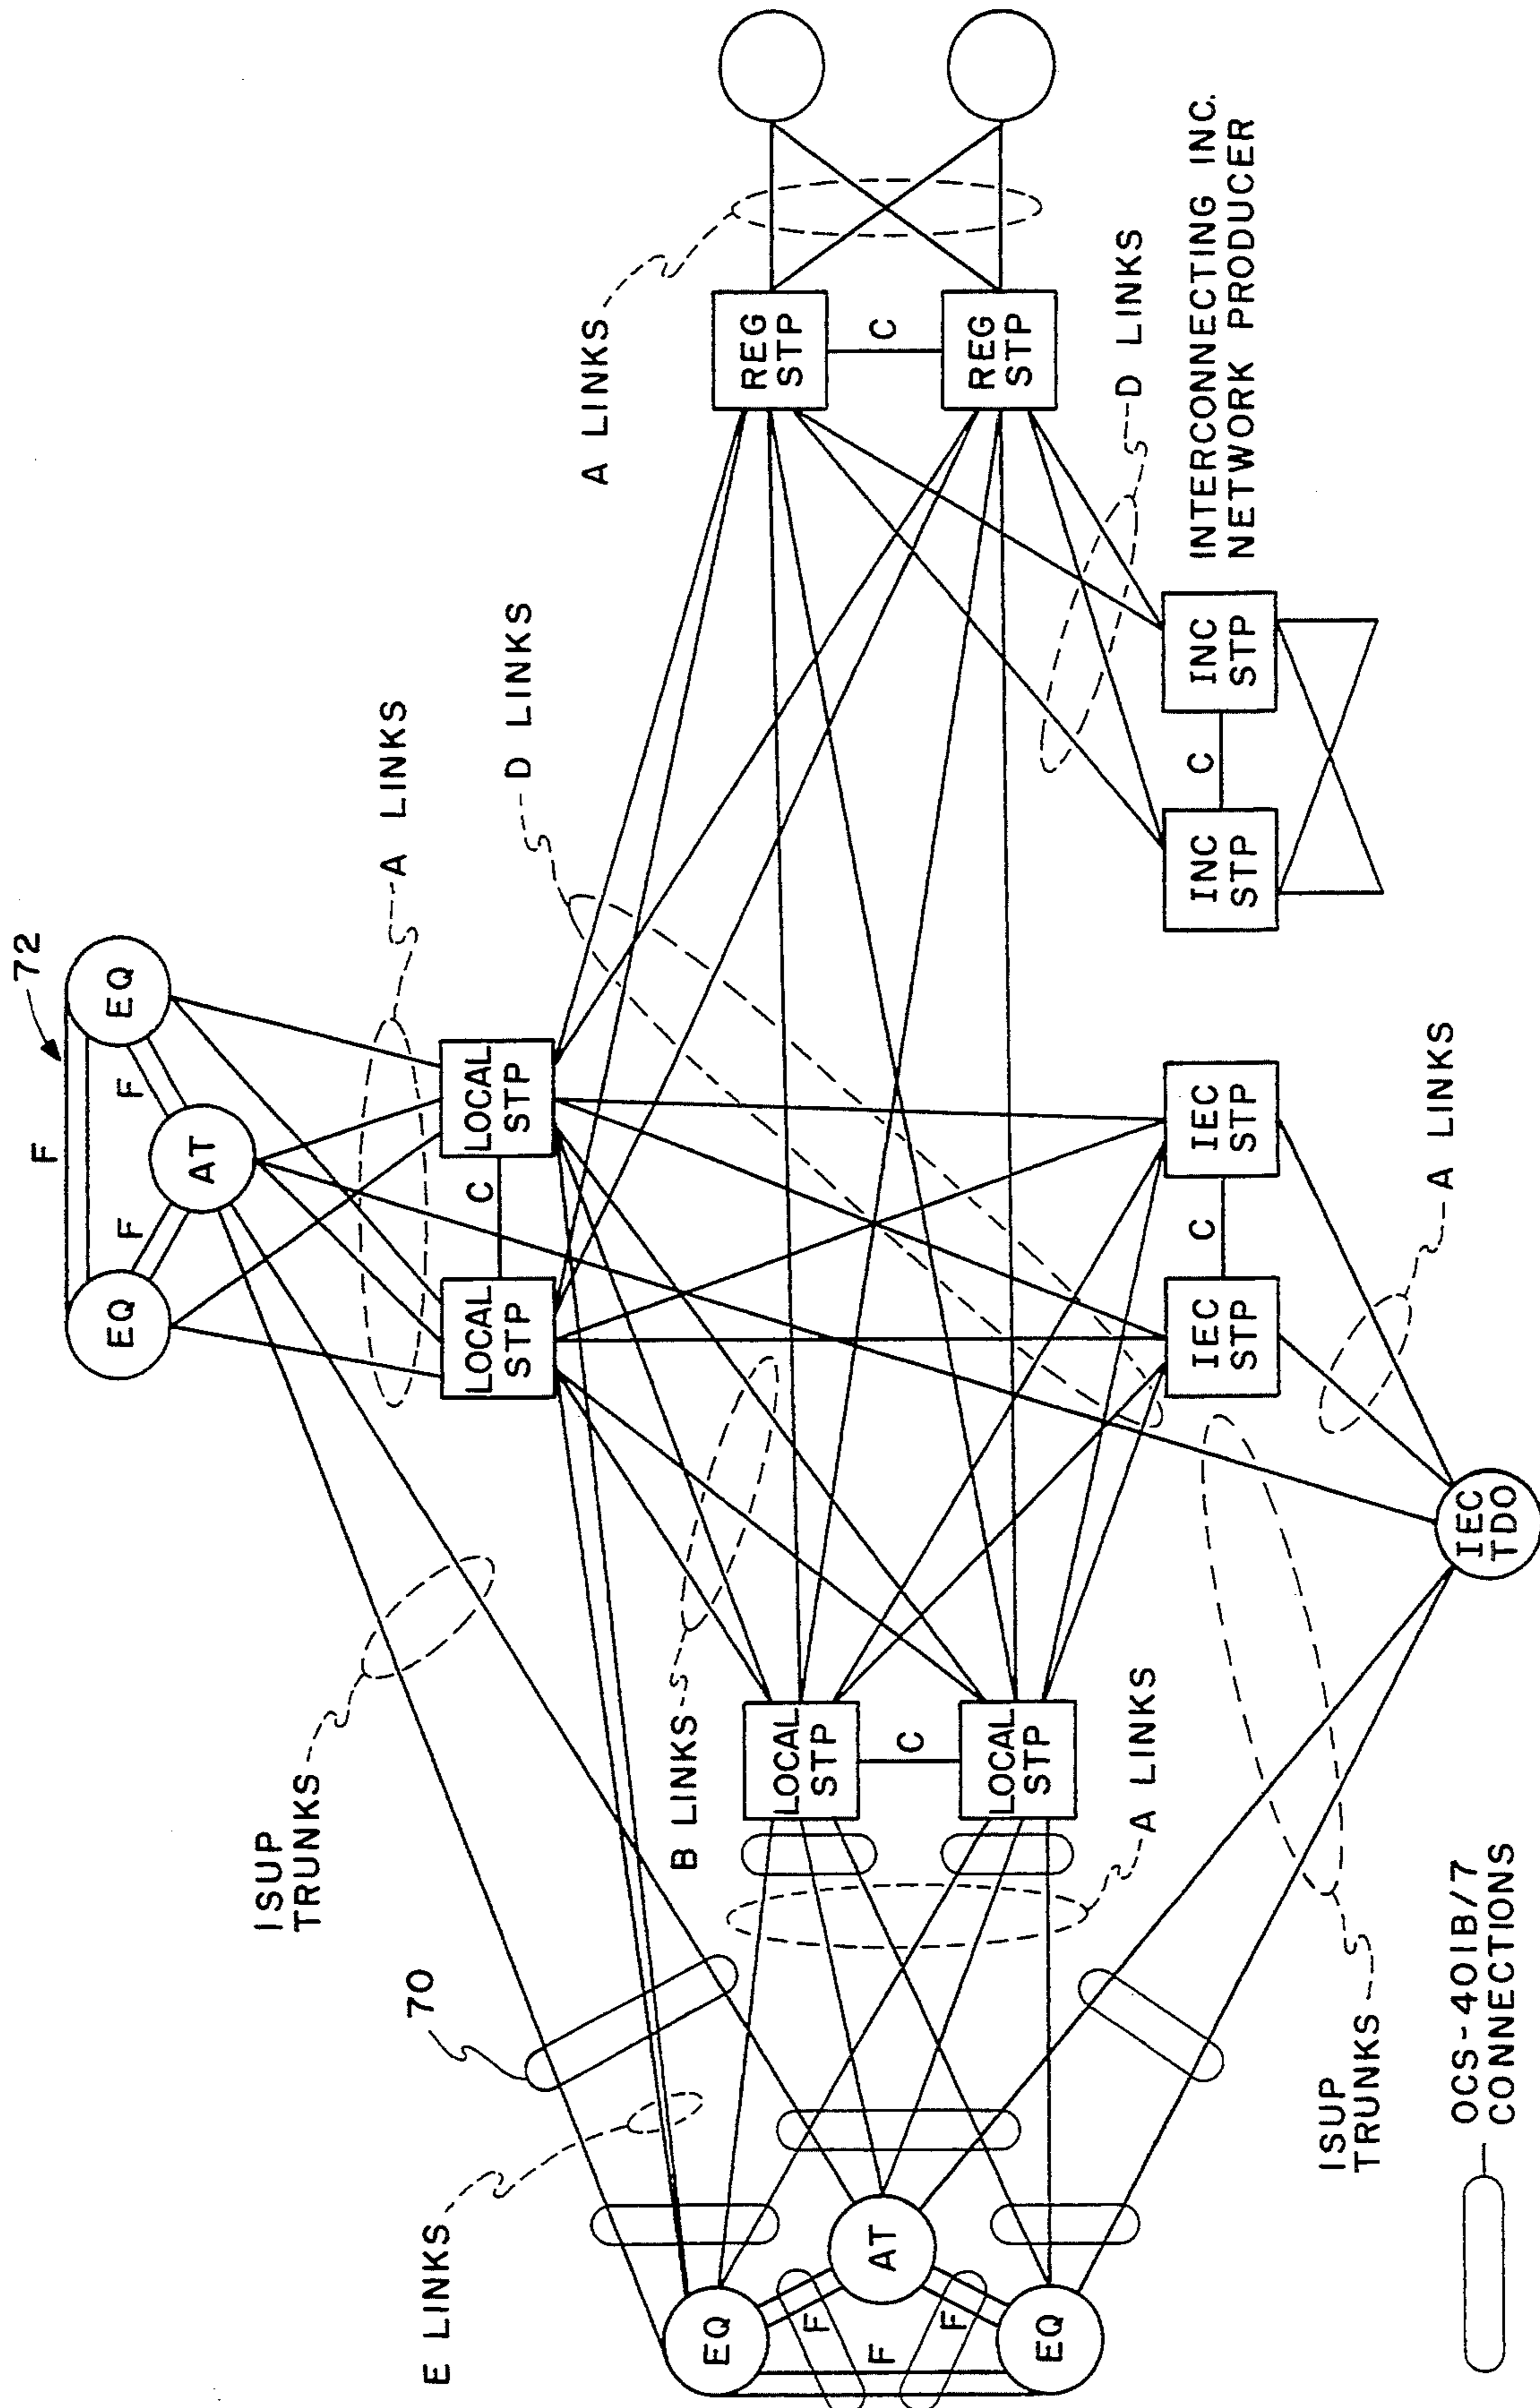 72
F
EQ
F
AT
F
EQ
A LINKS
LOCAL
STP
C
LOCAL
STP
D LINKS
A LINKS
REG
STP
C
REG
STP
D LINKS
INTERCONNECTING INC.
NETWORK PRODUCER
INC
STP
C
INC
STP
IEC
STP
C
IEC
STP
A LINKS
IEC
TDO
ISUP
TRUNKS
B LINKS
LOCAL
STP
C
LOCAL
STP
A LINKS
70
E LINKS
EQ
F
AT
F
F
EQ
ISUP
TRUNKS
OCS-401B/7
CONNECTIONS